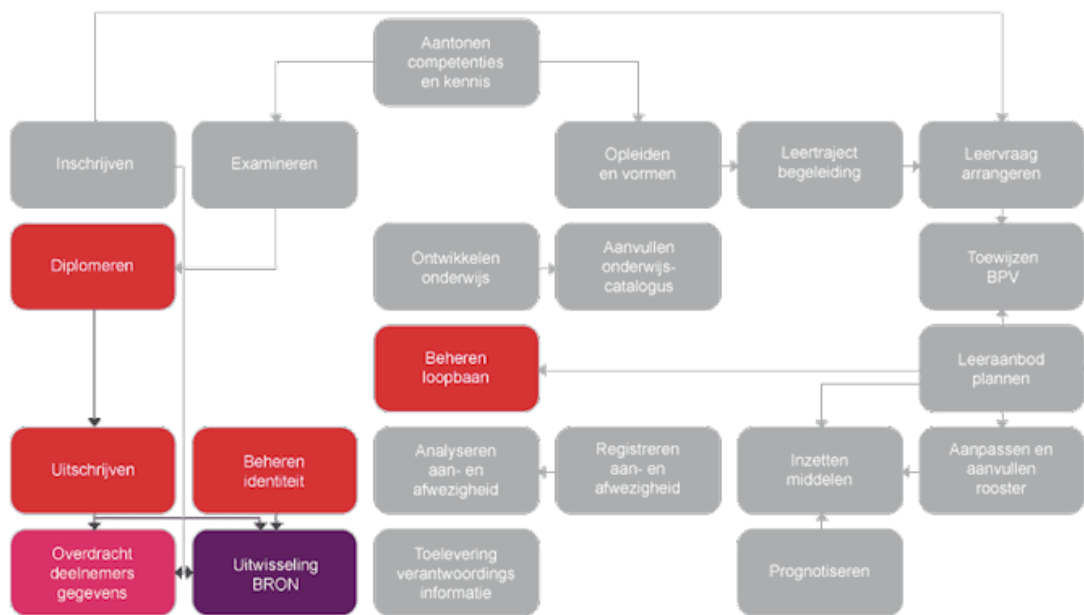 Aantonen
competenties
en kennis
Inschrijven
Examineren
Opleiden
en vormen
Leertraject
begeleiding
Leervraag
arrangeren
Diplomeren
Ontwikkelen
onderwijs
Aanvullen
onderwijs-
catalogus
Toewijzen
BPV
Beheren
loopbaan
Leeraanbod
plannen
Uitschrijven
Beheren
identiteit
Analyseren
aan- en
afwezigheid
Registreren
aan- en
afwezigheid
Inzetten
middelen
Aanpassen en
aanvullen
rooster
Overdracht
deelnemers
gegevens
Uitwisseling
BRON
Toelevering
verantwoordings
informatie
Prognotiseren